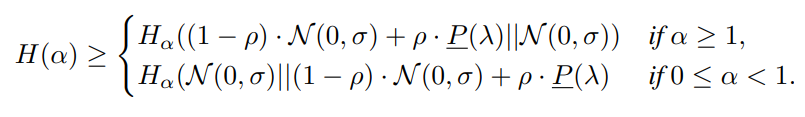 H(α) ≥ { H_α((1 − ρ) · 𝒩(0, σ) + ρ · P̲(λ)||𝒩(0, σ)) if α ≥ 1,
H_α(𝒩(0, σ)||(1 − ρ) · 𝒩(0, σ) + ρ · P̲(λ) if 0 ≤ α < 1.